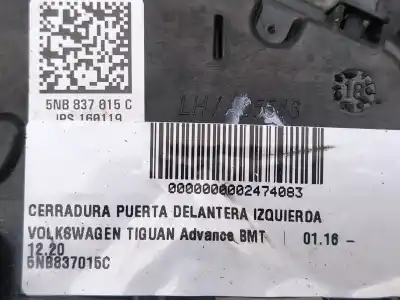 5NB 837 015 C
IPS 160119
18
0000000002474083
CERRADURA PUERTA DELANTERA IZQUIERDA
VOLKSWAGEN TIGUAN Advance BMT | 01.16 -
12.20
5NB837015C